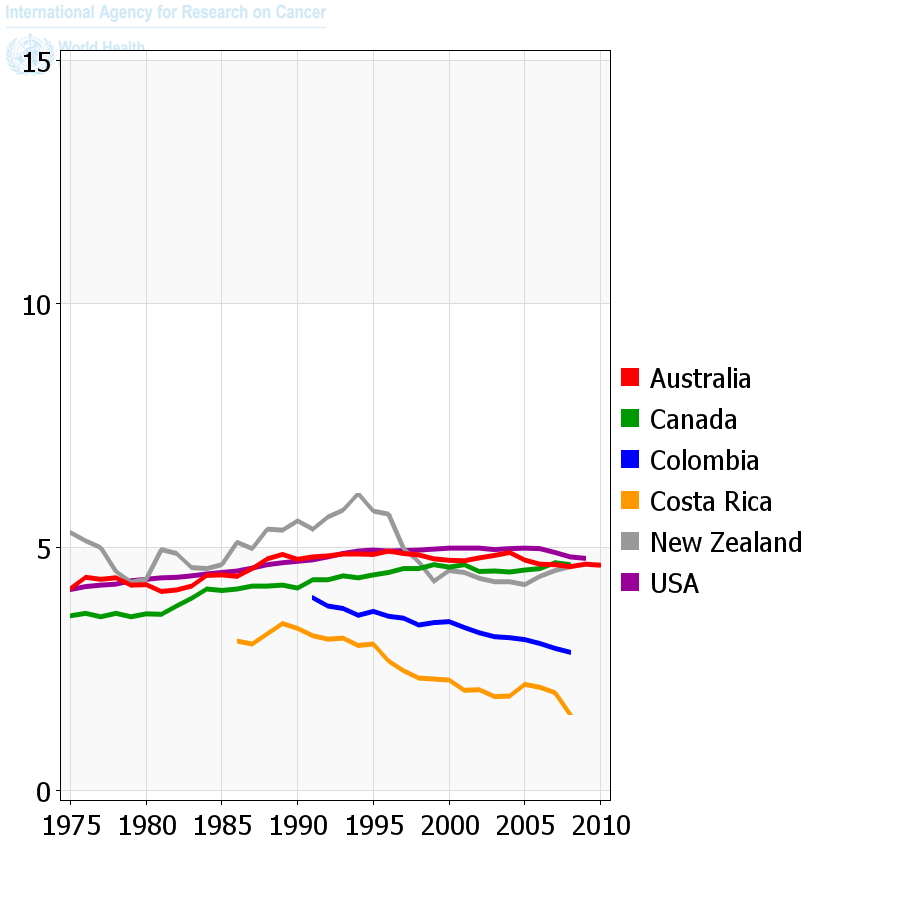 International Agency for Research on Cancer
World Health
15
10
5
0
1975 1980 1985 1990 1995 2000 2005 2010
Australia
Canada
Colombia
Costa Rica
New Zealand
USA